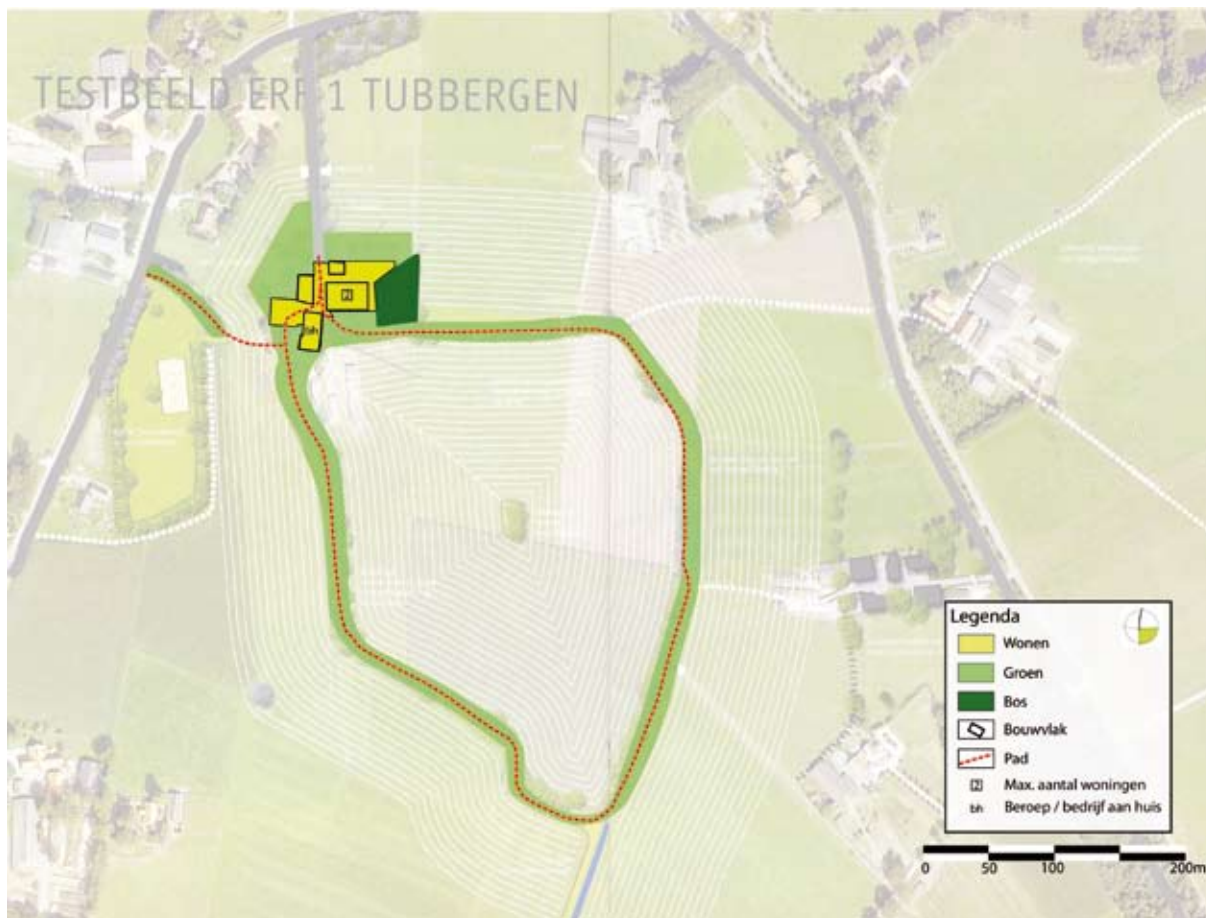 TESTBEELD ERF 1 TUBBERGEN
2
bh
Legenda
Wonen
Groen
Bos
Bouwvlak
Pad
2 Max. aantal woningen
bh Beroep / bedrijf aan huis
0 50 100 200m